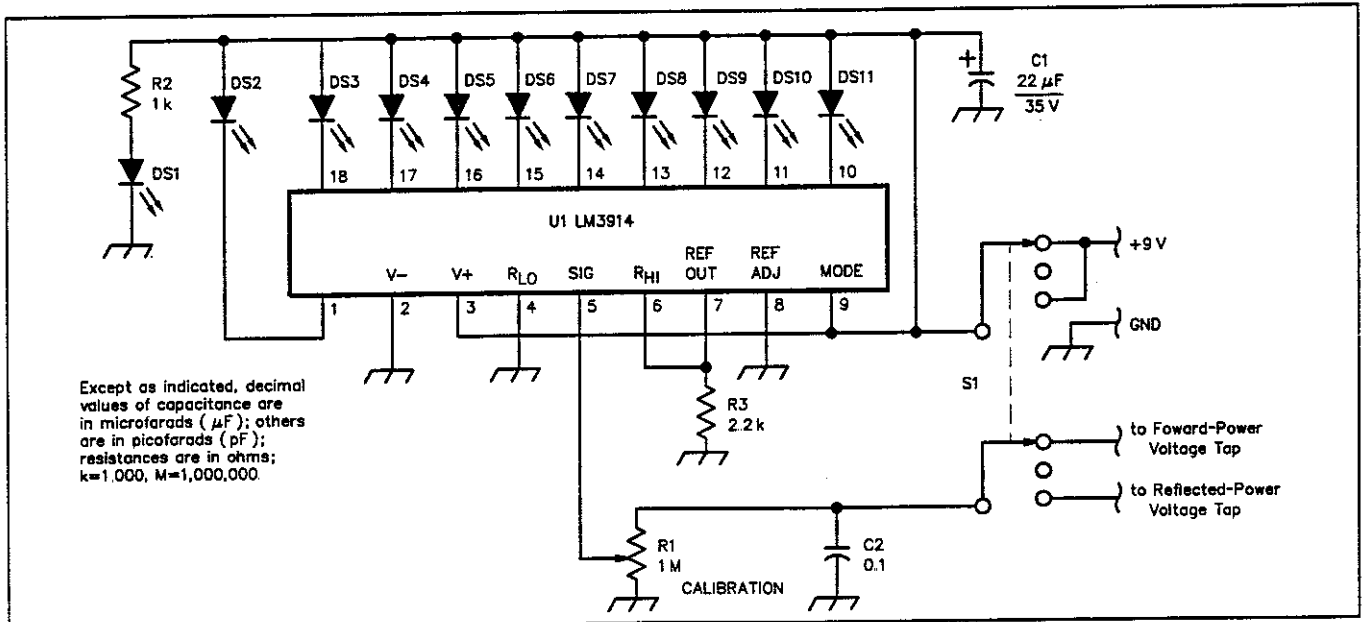 R2
1 k
DS1
DS2
DS3
DS4
DS5
DS6
DS7
DS8
DS9
DS10
DS11
+
C1
22 µF
35 V
18
17
16
15
14
13
12
11
10
U1 LM3914
V–
V+
RLO
SIG
RHI
REF
OUT
REF
ADJ
MODE
1
2
3
4
5
6
7
8
9
+9 V
GND
S1
Except as indicated, decimal
values of capacitance are
in microfarads ( µF); others
are in picofarads ( pF);
resistances are in ohms;
k=1,000, M=1,000,000.
R3
2.2 k
to Foward-Power
Voltage Tap
to Reflected-Power
Voltage Tap
R1
1 M
CALIBRATION
C2
0.1